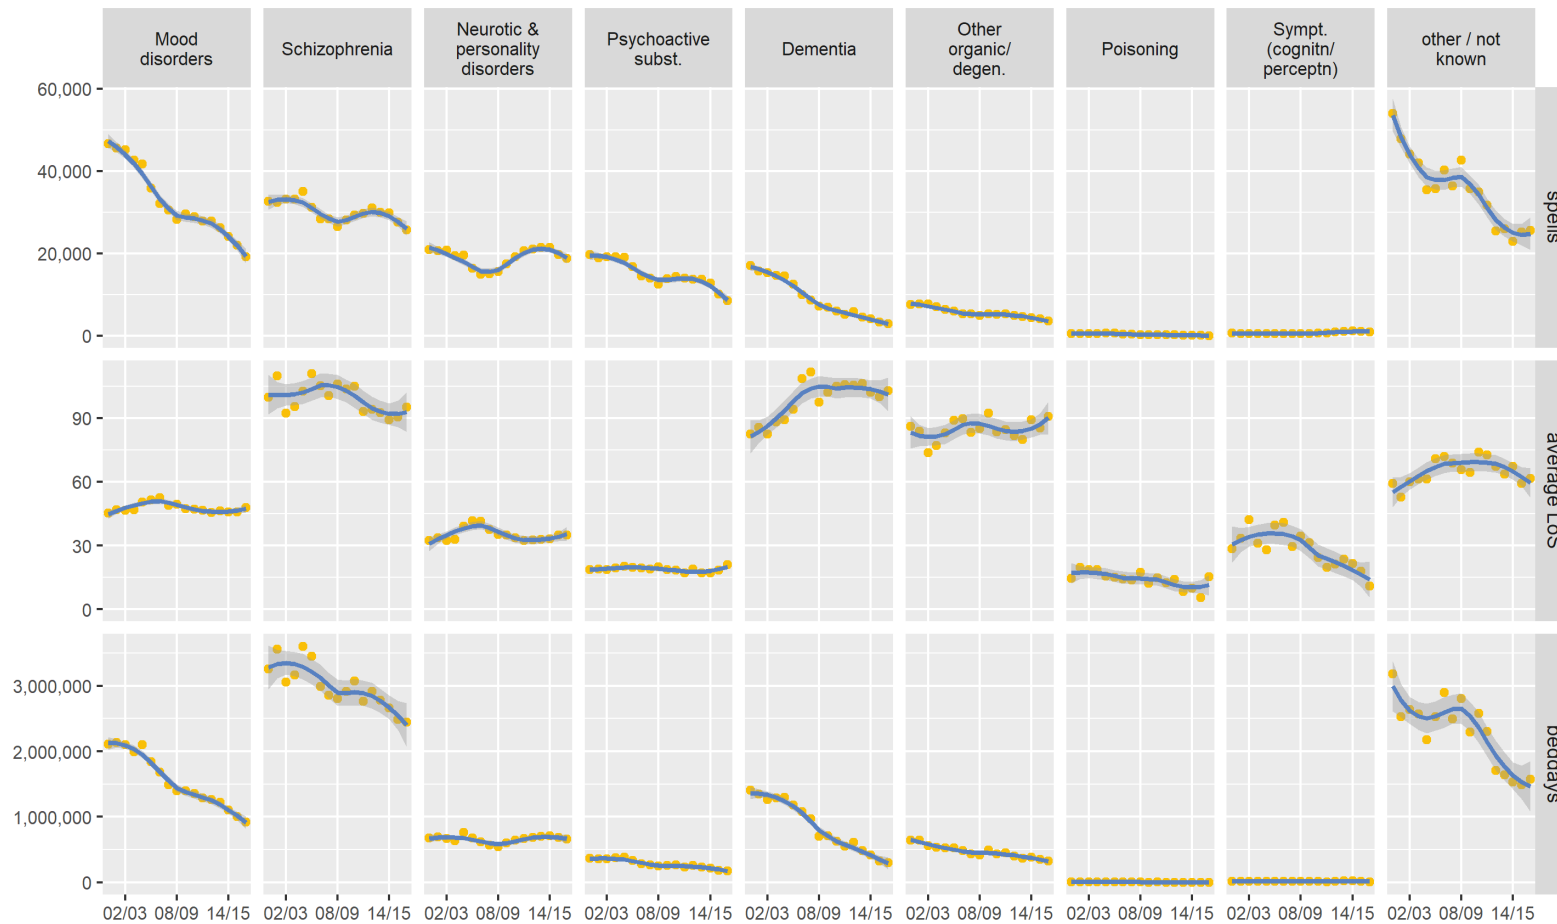 Mood
disorders
Schizophrenia
Neurotic &
personality
disorders
Psychoactive
subst.
Dementia
Other
organic/
degen.
Poisoning
Sympt.
(cognitn/
perceptn)
other / not
known
60,000
40,000
20,000
0
spells
90
60
30
0
average LoS
3,000,000
2,000,000
1,000,000
0
beddays
02/03 08/09 14/15 02/03 08/09 14/15 02/03 08/09 14/15 02/03 08/09 14/15 02/03 08/09 14/15 02/03 08/09 14/15 02/03 08/09 14/15 02/03 08/09 14/15 02/03 08/09 14/15